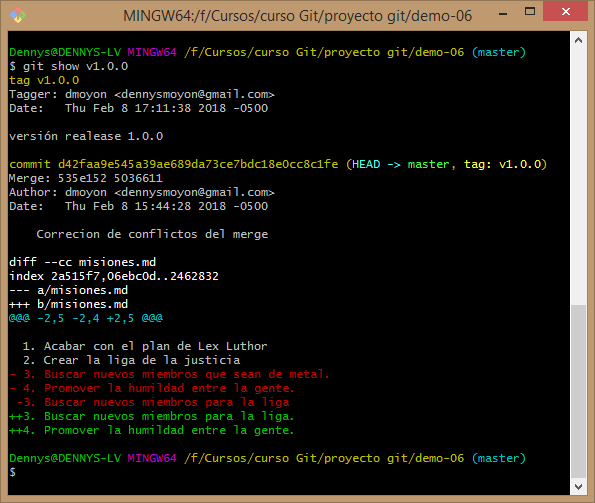 MINGW64:/f/Cursos/curso Git/proyecto git/demo-06
Dennys@DENNYS-LV MINGW64 /f/Cursos/curso Git/proyecto git/demo-06 (master)
$ git show v1.0.0
tag v1.0.0
Tagger: dmoyon <dennysmoyon@gmail.com>
Date:   Thu Feb 8 17:11:38 2018 -0500
versión realease 1.0.0
commit d42faa9e545a39ae689da73ce7bdc18e0cc8c1fe (HEAD -> master, tag: v1.0.0)
Merge: 535e152 5036611
Author: dmoyon <dennysmoyon@gmail.com>
Date:   Thu Feb 8 15:44:28 2018 -0500
    Correcion de conflictos del merge
diff --cc misiones.md
index 2a515f7,06ebc0d..2462832
--- a/misiones.md
+++ b/misiones.md
@@@ -2,5 -2,4 +2,5 @@@
  1. Acabar con el plan de Lex Luthor
  2. Crear la liga de la justicia
- 3. Buscar nuevos miembros que sean de metal.
- 4. Promover la humildad entre la gente.
 -3. Buscar nuevos miembros para la liga
++3. Buscar nuevos miembros para la liga.
++4. Promover la humildad entre la gente.
Dennys@DENNYS-LV MINGW64 /f/Cursos/curso Git/proyecto git/demo-06 (master)
$